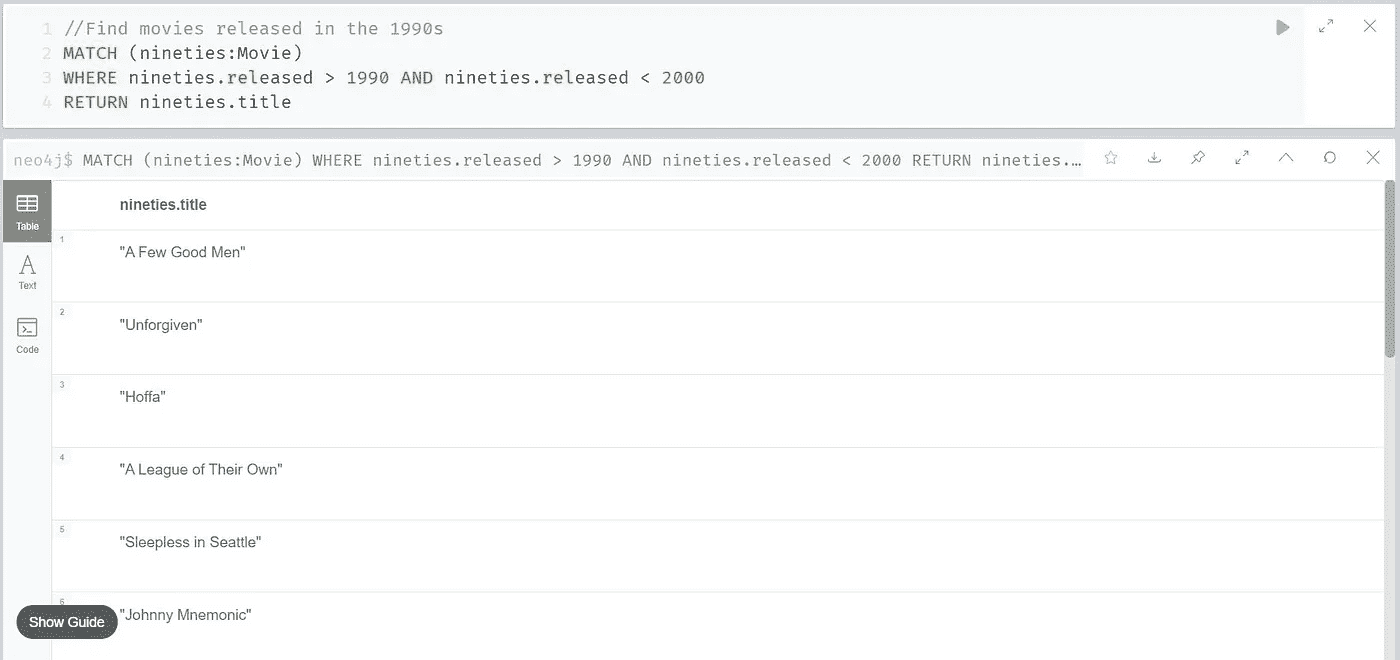 1 //Find movies released in the 1990s
2 MATCH (nineties:Movie)
3 WHERE nineties.released > 1990 AND nineties.released < 2000
4 RETURN nineties.title
neo4j$ MATCH (nineties:Movie) WHERE nineties.released > 1990 AND nineties.released < 2000 RETURN nineties.…
Table
Text
Code
nineties.title
1 "A Few Good Men"
2 "Unforgiven"
3 "Hoffa"
4 "A League of Their Own"
5 "Sleepless in Seattle"
6 "Johnny Mnemonic"
Show Guide